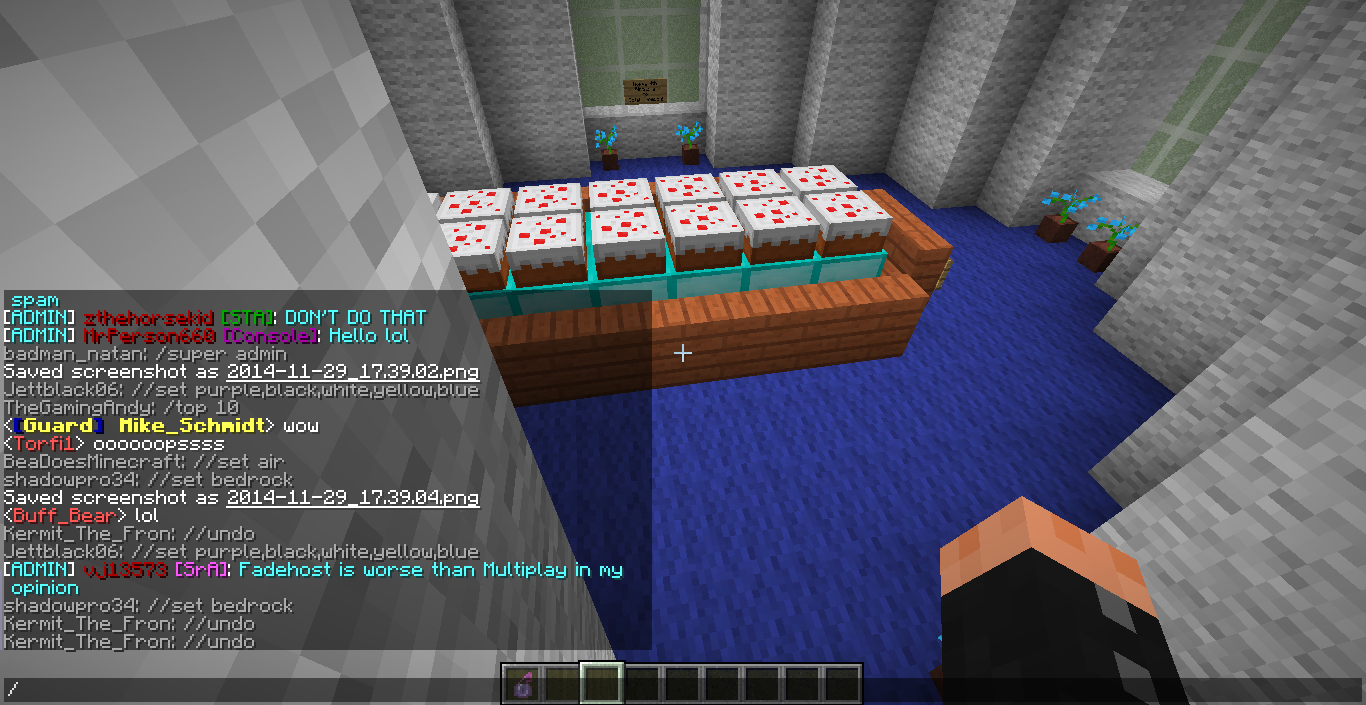 spam
[ADMIN] zthehorsekid [STA]: DON'T DO THAT
[ADMIN] MrPerson660 [Console]: Hello lol
badman_natan: /super admin
Saved screenshot as 2014-11-29_17.39.02.png
Jettblack06: //set purple,black,white,yellow,blue
TheGamingAndy: /top 10
<[Guard] Mike_Schmidt> wow
<Torfi1> oooooopssss
BeaDoesMinecraft: //set air
shadowpro34: //set bedrock
Saved screenshot as 2014-11-29_17.39.04.png
<Buff_Bear> lol
Kermit_The_Fron: //undo
Jettblack06: //set purple,black,white,yellow,blue
[ADMIN] vj13573 [SrA]: Fadehost is worse than Multiplay in my
opinion
shadowpro34: //set bedrock
Kermit_The_Fron: //undo
Kermit_The_Fron: //undo
/